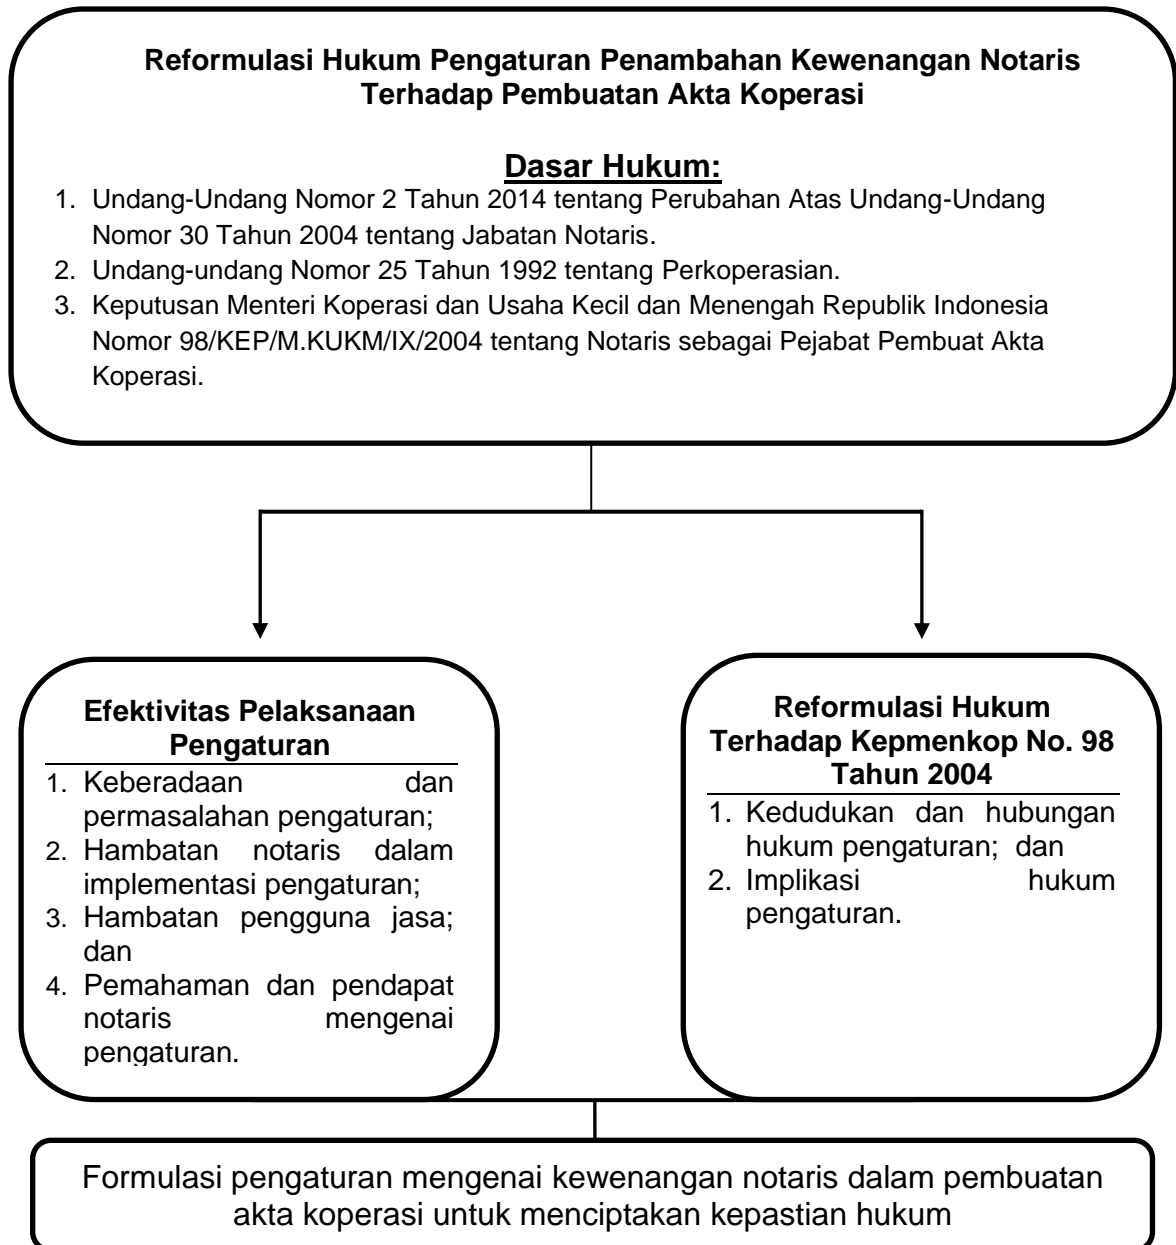 Reformulasi Hukum Pengaturan Penambahan Kewenangan Notaris
Terhadap Pembuatan Akta Koperasi
Dasar Hukum:
1. Undang-Undang Nomor 2 Tahun 2014 tentang Perubahan Atas Undang-Undang
Nomor 30 Tahun 2004 tentang Jabatan Notaris.
2. Undang-undang Nomor 25 Tahun 1992 tentang Perkoperasian.
3. Keputusan Menteri Koperasi dan Usaha Kecil dan Menengah Republik Indonesia
Nomor 98/KEP/M.KUKM/IX/2004 tentang Notaris sebagai Pejabat Pembuat Akta
Koperasi.
Efektivitas Pelaksanaan
Pengaturan
1. Keberadaan dan
permasalahan pengaturan;
2. Hambatan notaris dalam
implementasi pengaturan;
3. Hambatan pengguna jasa;
dan
4. Pemahaman dan pendapat
notaris mengenai
pengaturan.
Reformulasi Hukum
Terhadap Kepmenkop No. 98
Tahun 2004
1. Kedudukan dan hubungan
hukum pengaturan; dan
2. Implikasi hukum
pengaturan.
Formulasi pengaturan mengenai kewenangan notaris dalam pembuatan
akta koperasi untuk menciptakan kepastian hukum